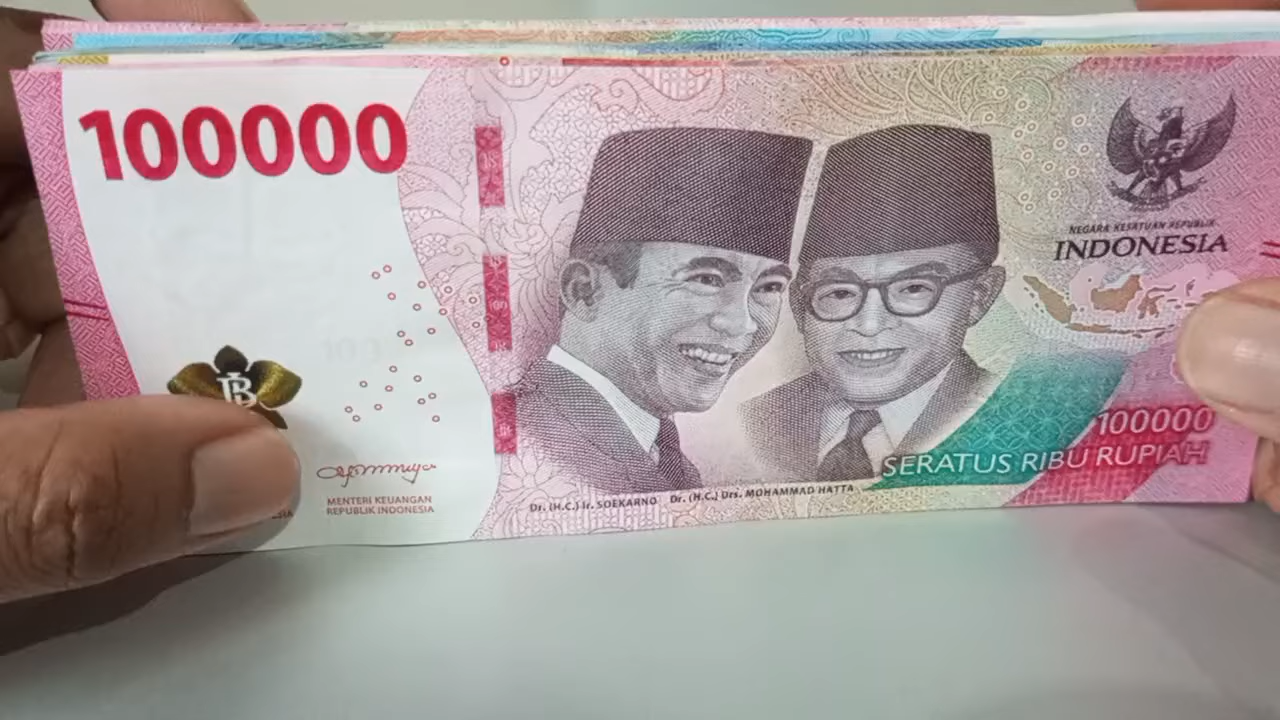 100000
NEGARA KESATUAN REPUBLIK
INDONESIA
100000
SERATUS RIBU RUPIAH
Dr. (H.C.) Ir. SOEKARNO Dr. (H.C.) Drs. MOHAMMAD HATTA
MENTERI KEUANGAN
REPUBLIK INDONESIA